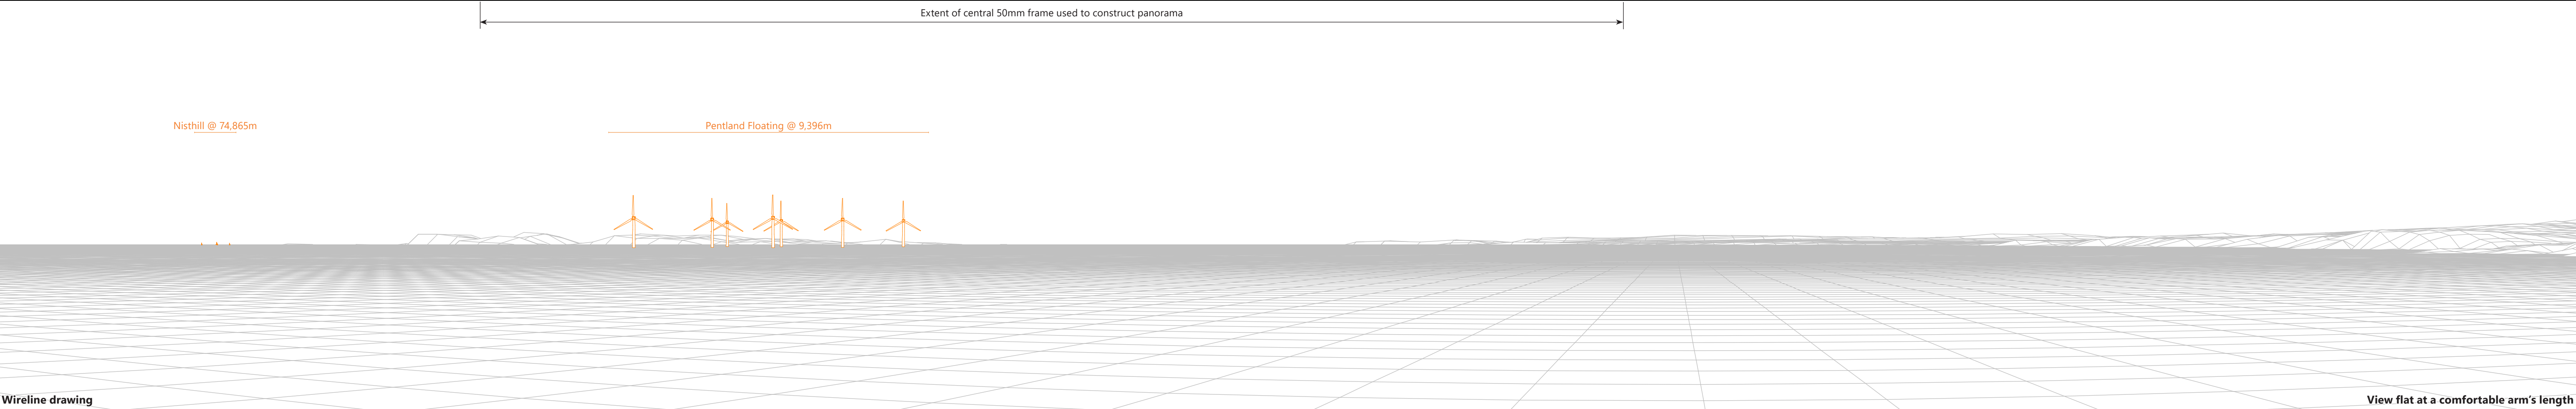 Extent of central 50mm frame used to construct panorama
Nisthill @ 74,865m
Pentland Floating @ 9,396m
Wireline drawing
View flat at a comfortable arm's length